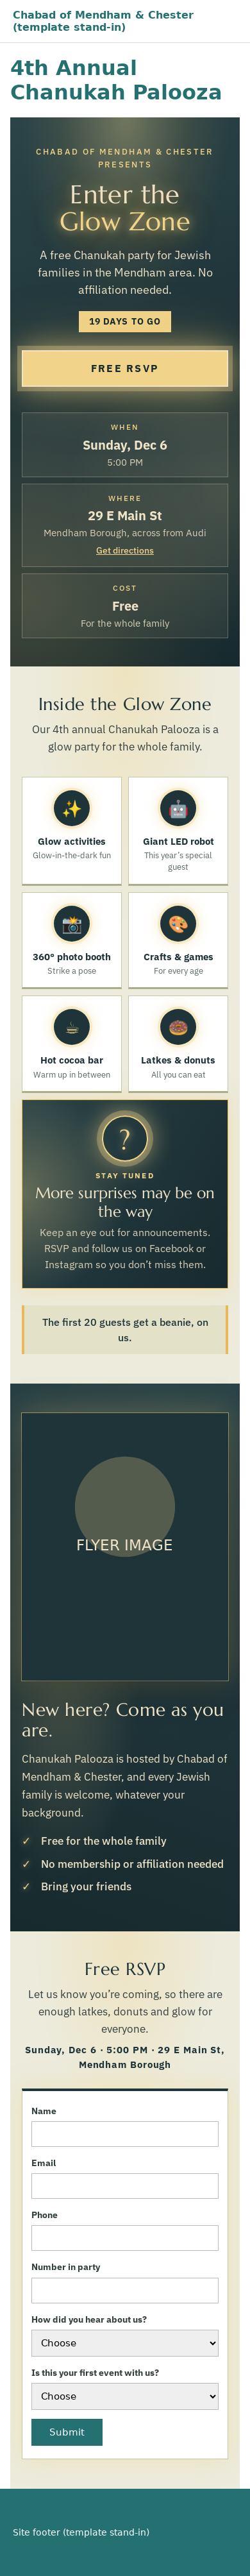 Chabad of Mendham & Chester
(template stand-in)
4th Annual
Chanukah Palooza
CHABAD OF MENDHAM & CHESTER
PRESENTS
Enter the
Glow Zone
A free Chanukah party for Jewish
families in the Mendham area. No
affiliation needed.
19 DAYS TO GO
FREE RSVP
WHEN
Sunday, Dec 6
5:00 PM
WHERE
29 E Main St
Mendham Borough, across from Audi
Get directions
COST
Free
For the whole family
Inside the Glow Zone
Our 4th annual Chanukah Palooza is a
glow party for the whole family.
Glow activities
Glow-in-the-dark fun
Giant LED robot
This year's special
guest
360° photo booth
Strike a pose
Crafts & games
For every age
Hot cocoa bar
Warm up in between
Latkes & donuts
All you can eat
?
STAY TUNED
More surprises may be on
the way
Keep an eye out for announcements.
RSVP and follow us on Facebook or
Instagram so you don't miss them.
The first 20 guests get a beanie, on
us.
FLYER IMAGE
New here? Come as you
are.
Chanukah Palooza is hosted by Chabad of
Mendham & Chester, and every Jewish
family is welcome, whatever your
background.
✓ Free for the whole family
✓ No membership or affiliation needed
✓ Bring your friends
Free RSVP
Let us know you're coming, so there are
enough latkes, donuts and glow for
everyone.
Sunday, Dec 6 · 5:00 PM · 29 E Main St,
Mendham Borough
Name
Email
Phone
Number in party
How did you hear about us?
Choose
Is this your first event with us?
Choose
Submit
Site footer (template stand-in)